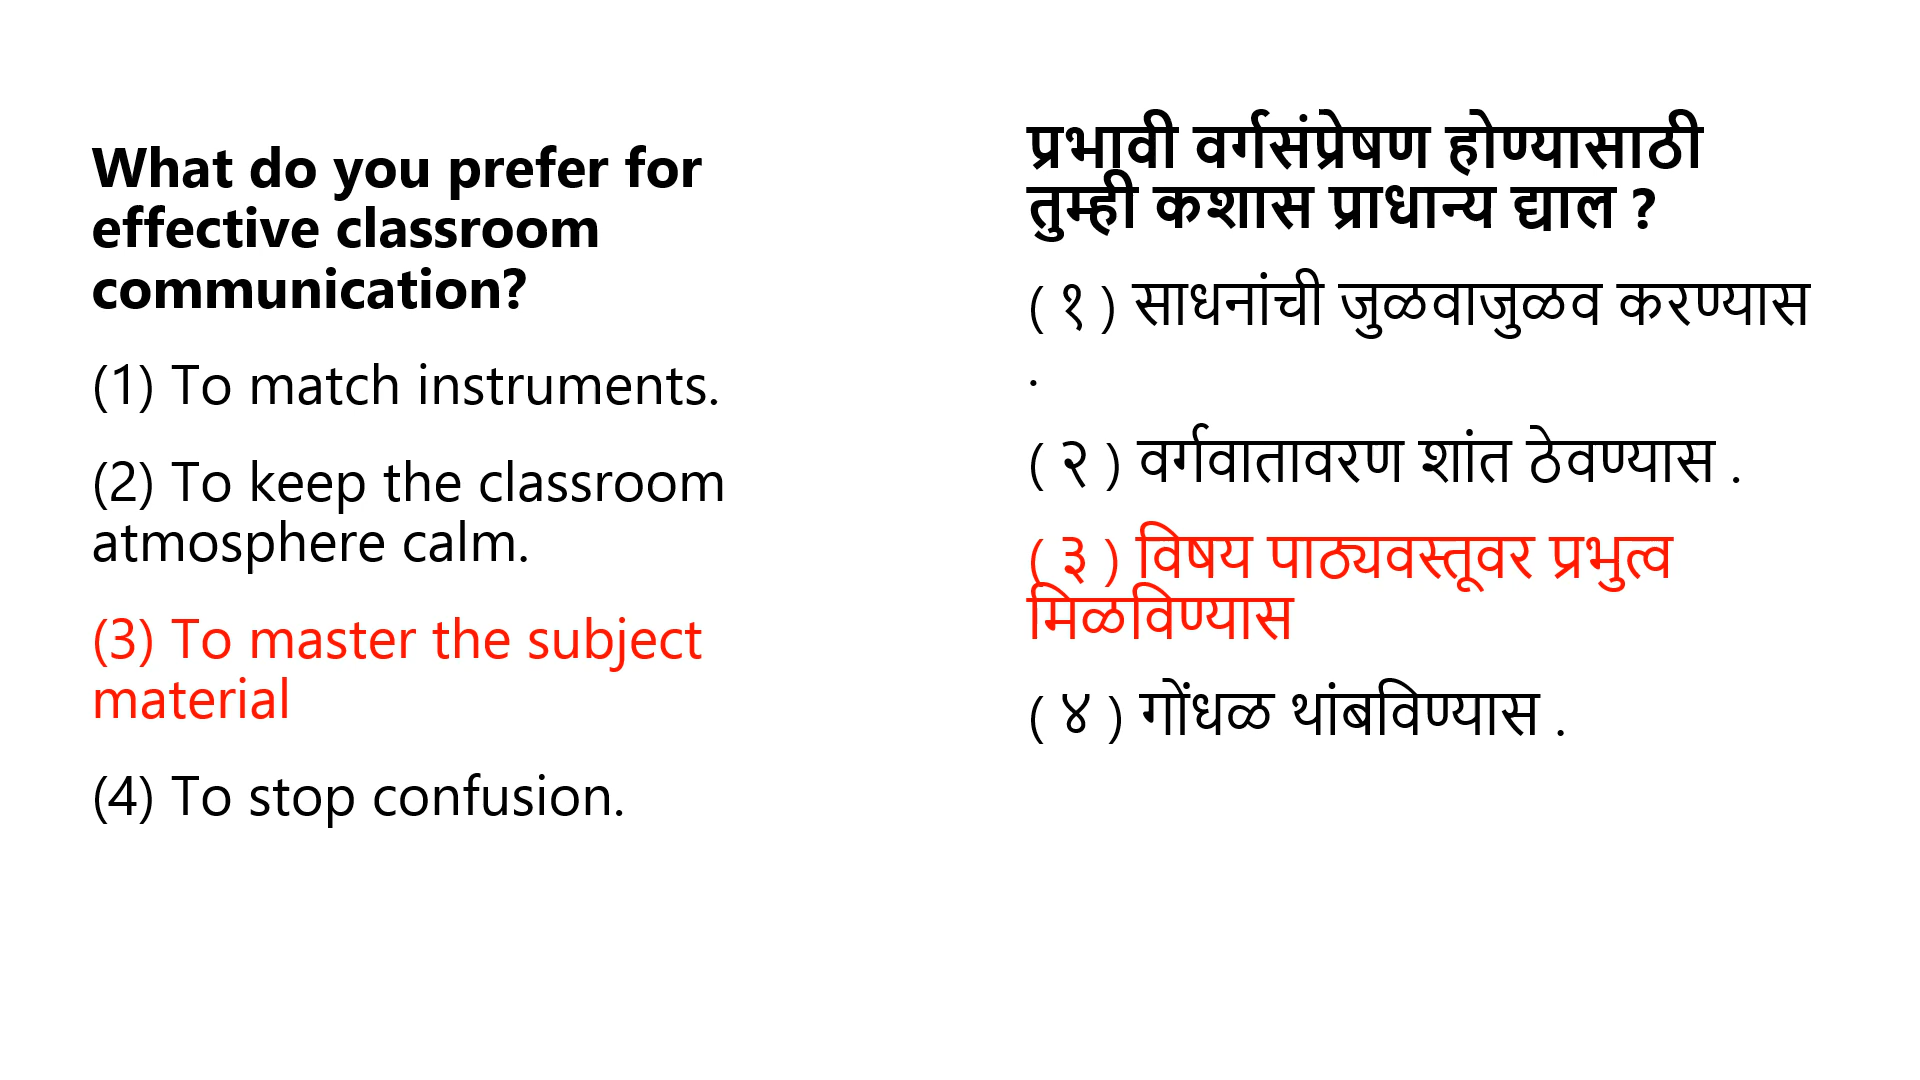 What do you prefer for
effective classroom
communication?
(1) To match instruments.
(2) To keep the classroom
atmosphere calm.
(3) To master the subject
material
(4) To stop confusion.
प्रभावी वर्गसंप्रेषण होण्यासाठी
तुम्ही कशास प्राधान्य द्याल ?
( १ ) साधनांची जुळवाजुळव करण्यास
.
( २ ) वर्गवातावरण शांत ठेवण्यास .
( ३ ) विषय पाठ्यवस्तूवर प्रभुत्व
मिळविण्यास
( ४ ) गोंधळ थांबविण्यास .